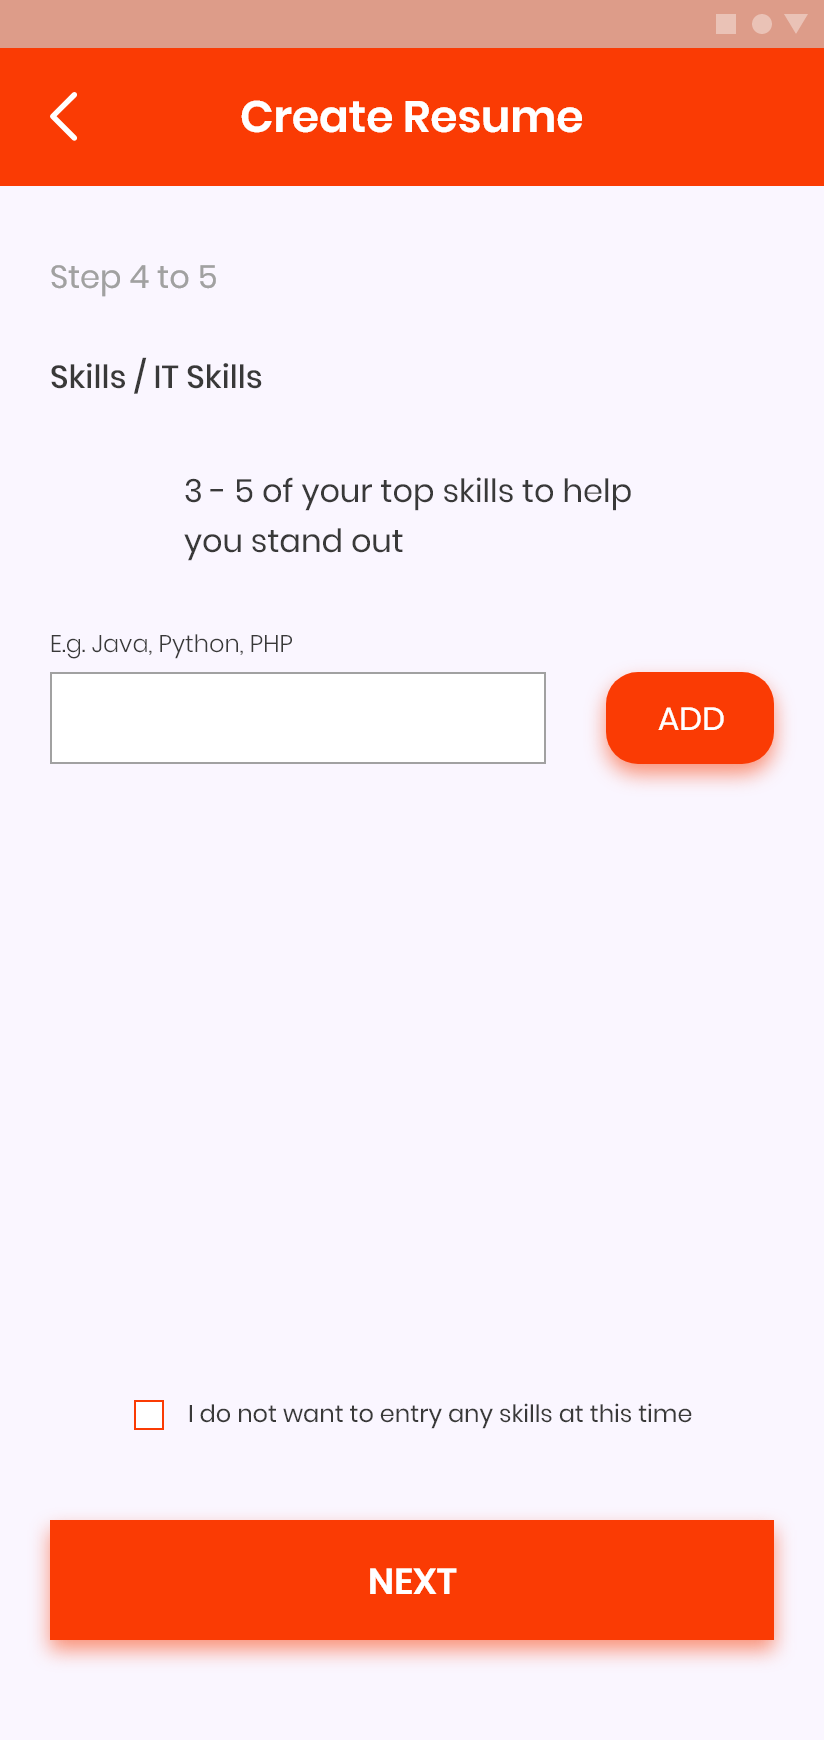 Create Resume
Step 4 to 5
Skills / IT Skills
3 - 5 of your top skills to help
you stand out
E.g. Java, Python, PHP
ADD
I do not want to entry any skills at this time
NEXT